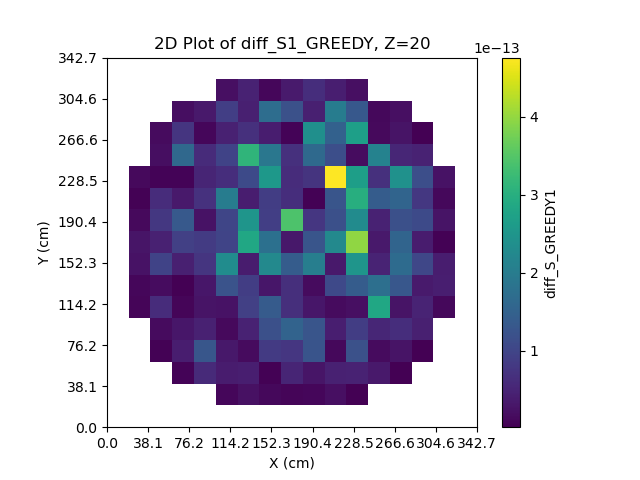 2D Plot of diff_S1_GREEDY, Z=20
1e−13
342.7
304.6
266.6
228.5
190.4
152.3
114.2
76.2
38.1
0.0
Y (cm)
0.0 38.1 76.2 114.2 152.3 190.4 228.5 266.6 304.6 342.7
X (cm)
4
3
2
1
diff_S_GREEDY1